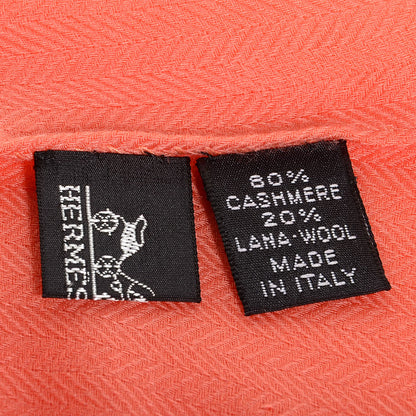 HERMES
80%
CASHMERE
20%
LANA-WOOL
MADE
IN ITALY